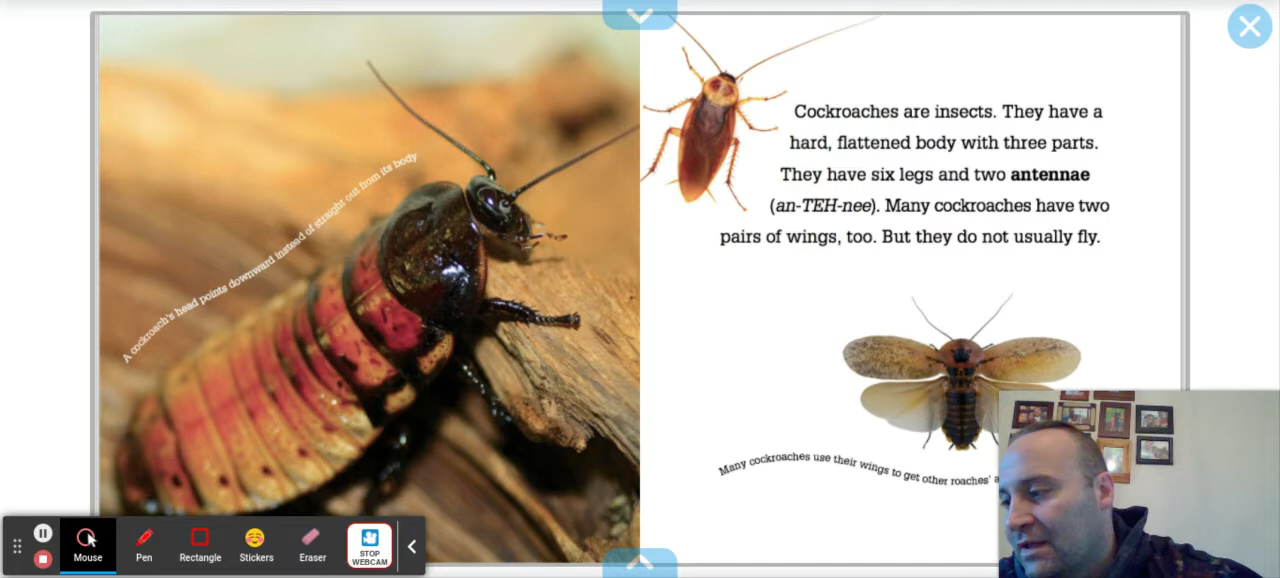 A cockroach's head points downward instead of straight out from its body
Cockroaches are insects. They have a
hard, flattened body with three parts.
They have six legs and two antennae
(an-TEH-nee). Many cockroaches have two
pairs of wings, too. But they do not usually fly.
Many cockroaches use their wings to get other roaches'
Mouse
Pen
Rectangle
Stickers
Eraser
STOP
WEBCAM